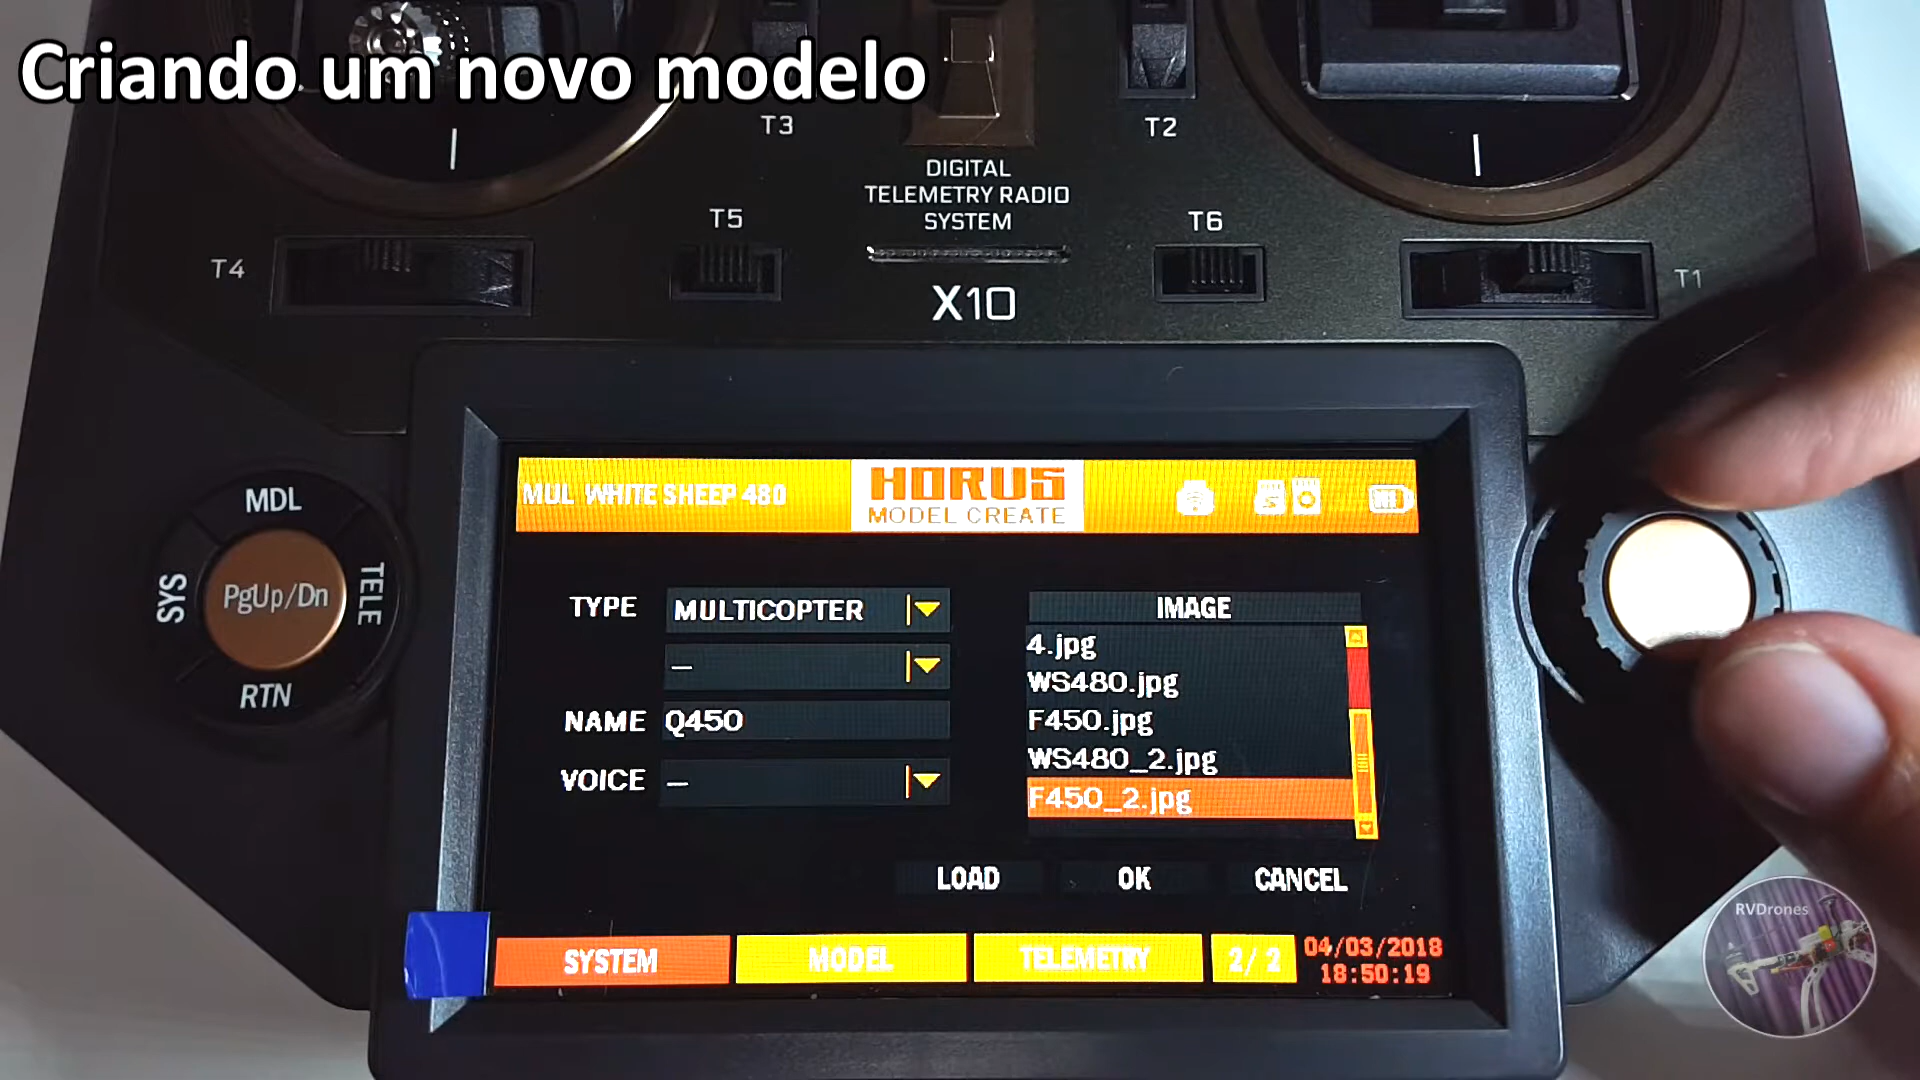 Criando um novo modelo
T3
T2
DIGITAL
TELEMETRY RADIO
SYSTEM
T5
T6
T4
T1
X10
MDL
SYS
PgUp/Dn
TELE
RTN
MUL WHITE SHEEP 480
HORUS
MODEL CREATE
TYPE
MULTICOPTER
IMAGE
4.jpg
—
WS480.jpg
NAME
Q450
F450.jpg
WS480_2.jpg
VOICE
—
F450_2.jpg
LOAD
OK
CANCEL
SYSTEM
MODEL
TELEMETRY
2/2
04/03/2018
18:50:19
RVDrones